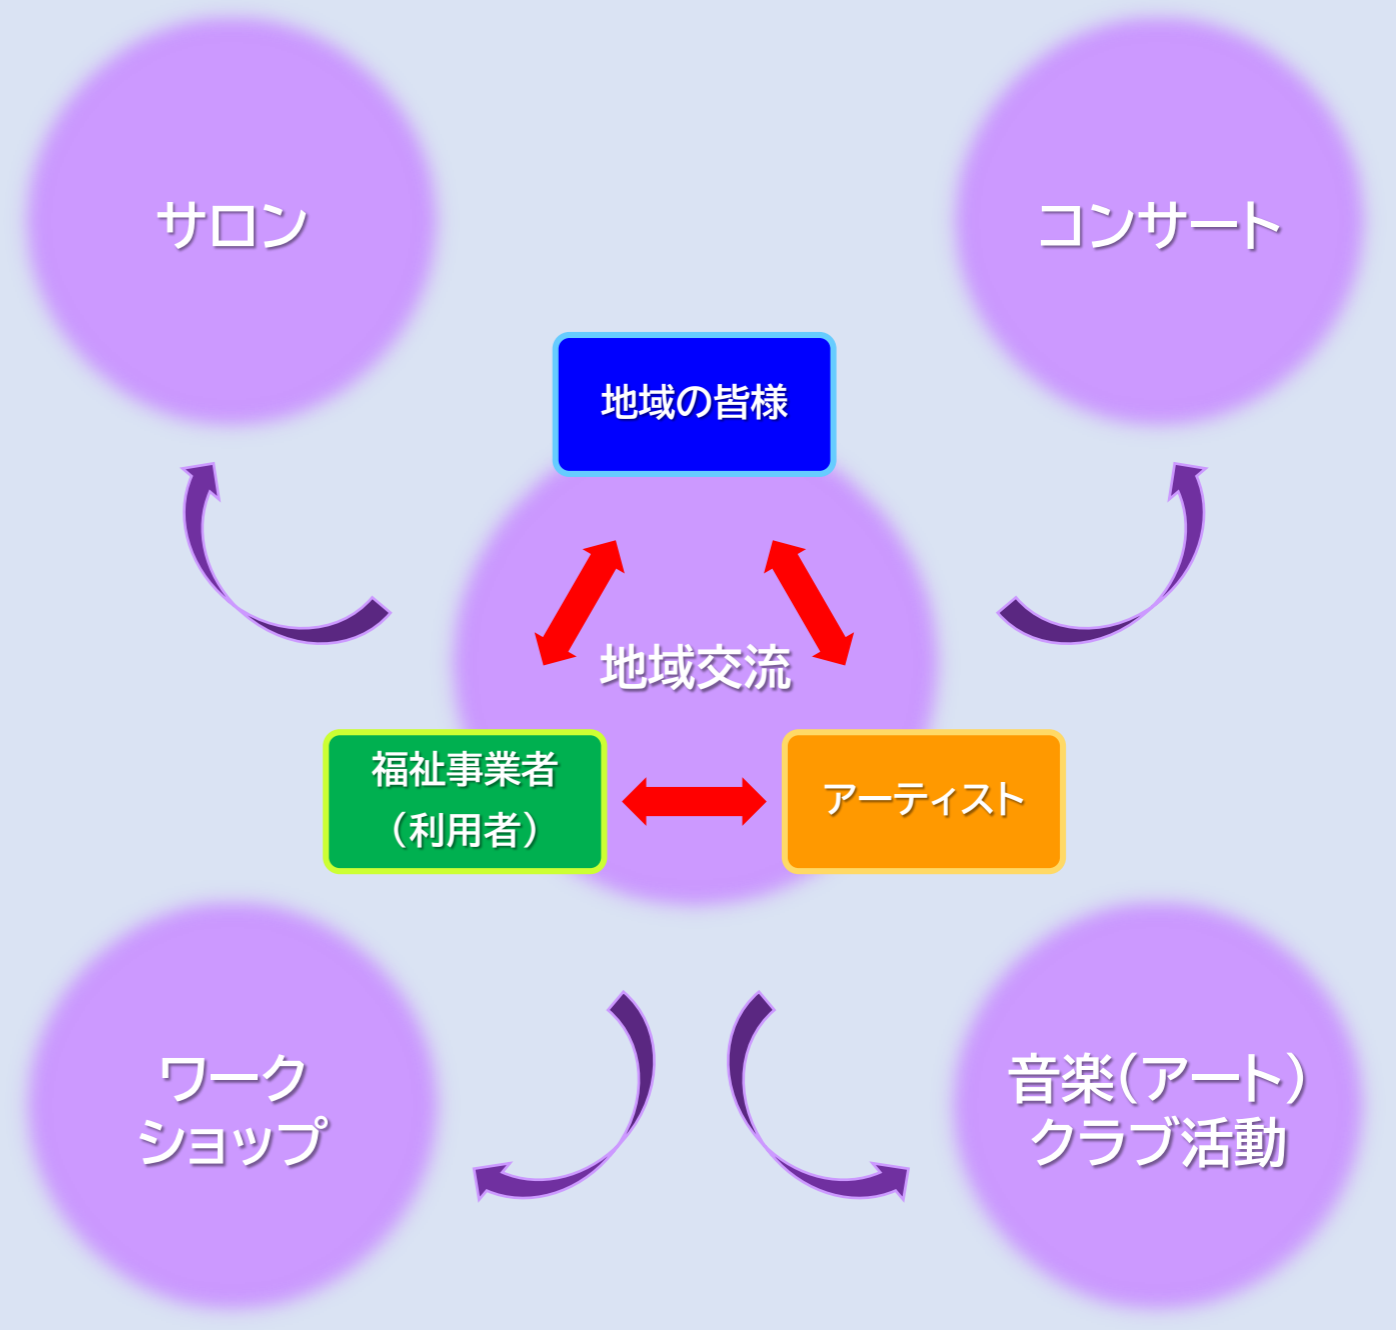 サロン
コンサート
地域の皆様
地域交流
福祉事業者
（利用者）
アーティスト
ワーク
ショップ
音楽（アート）
クラブ活動